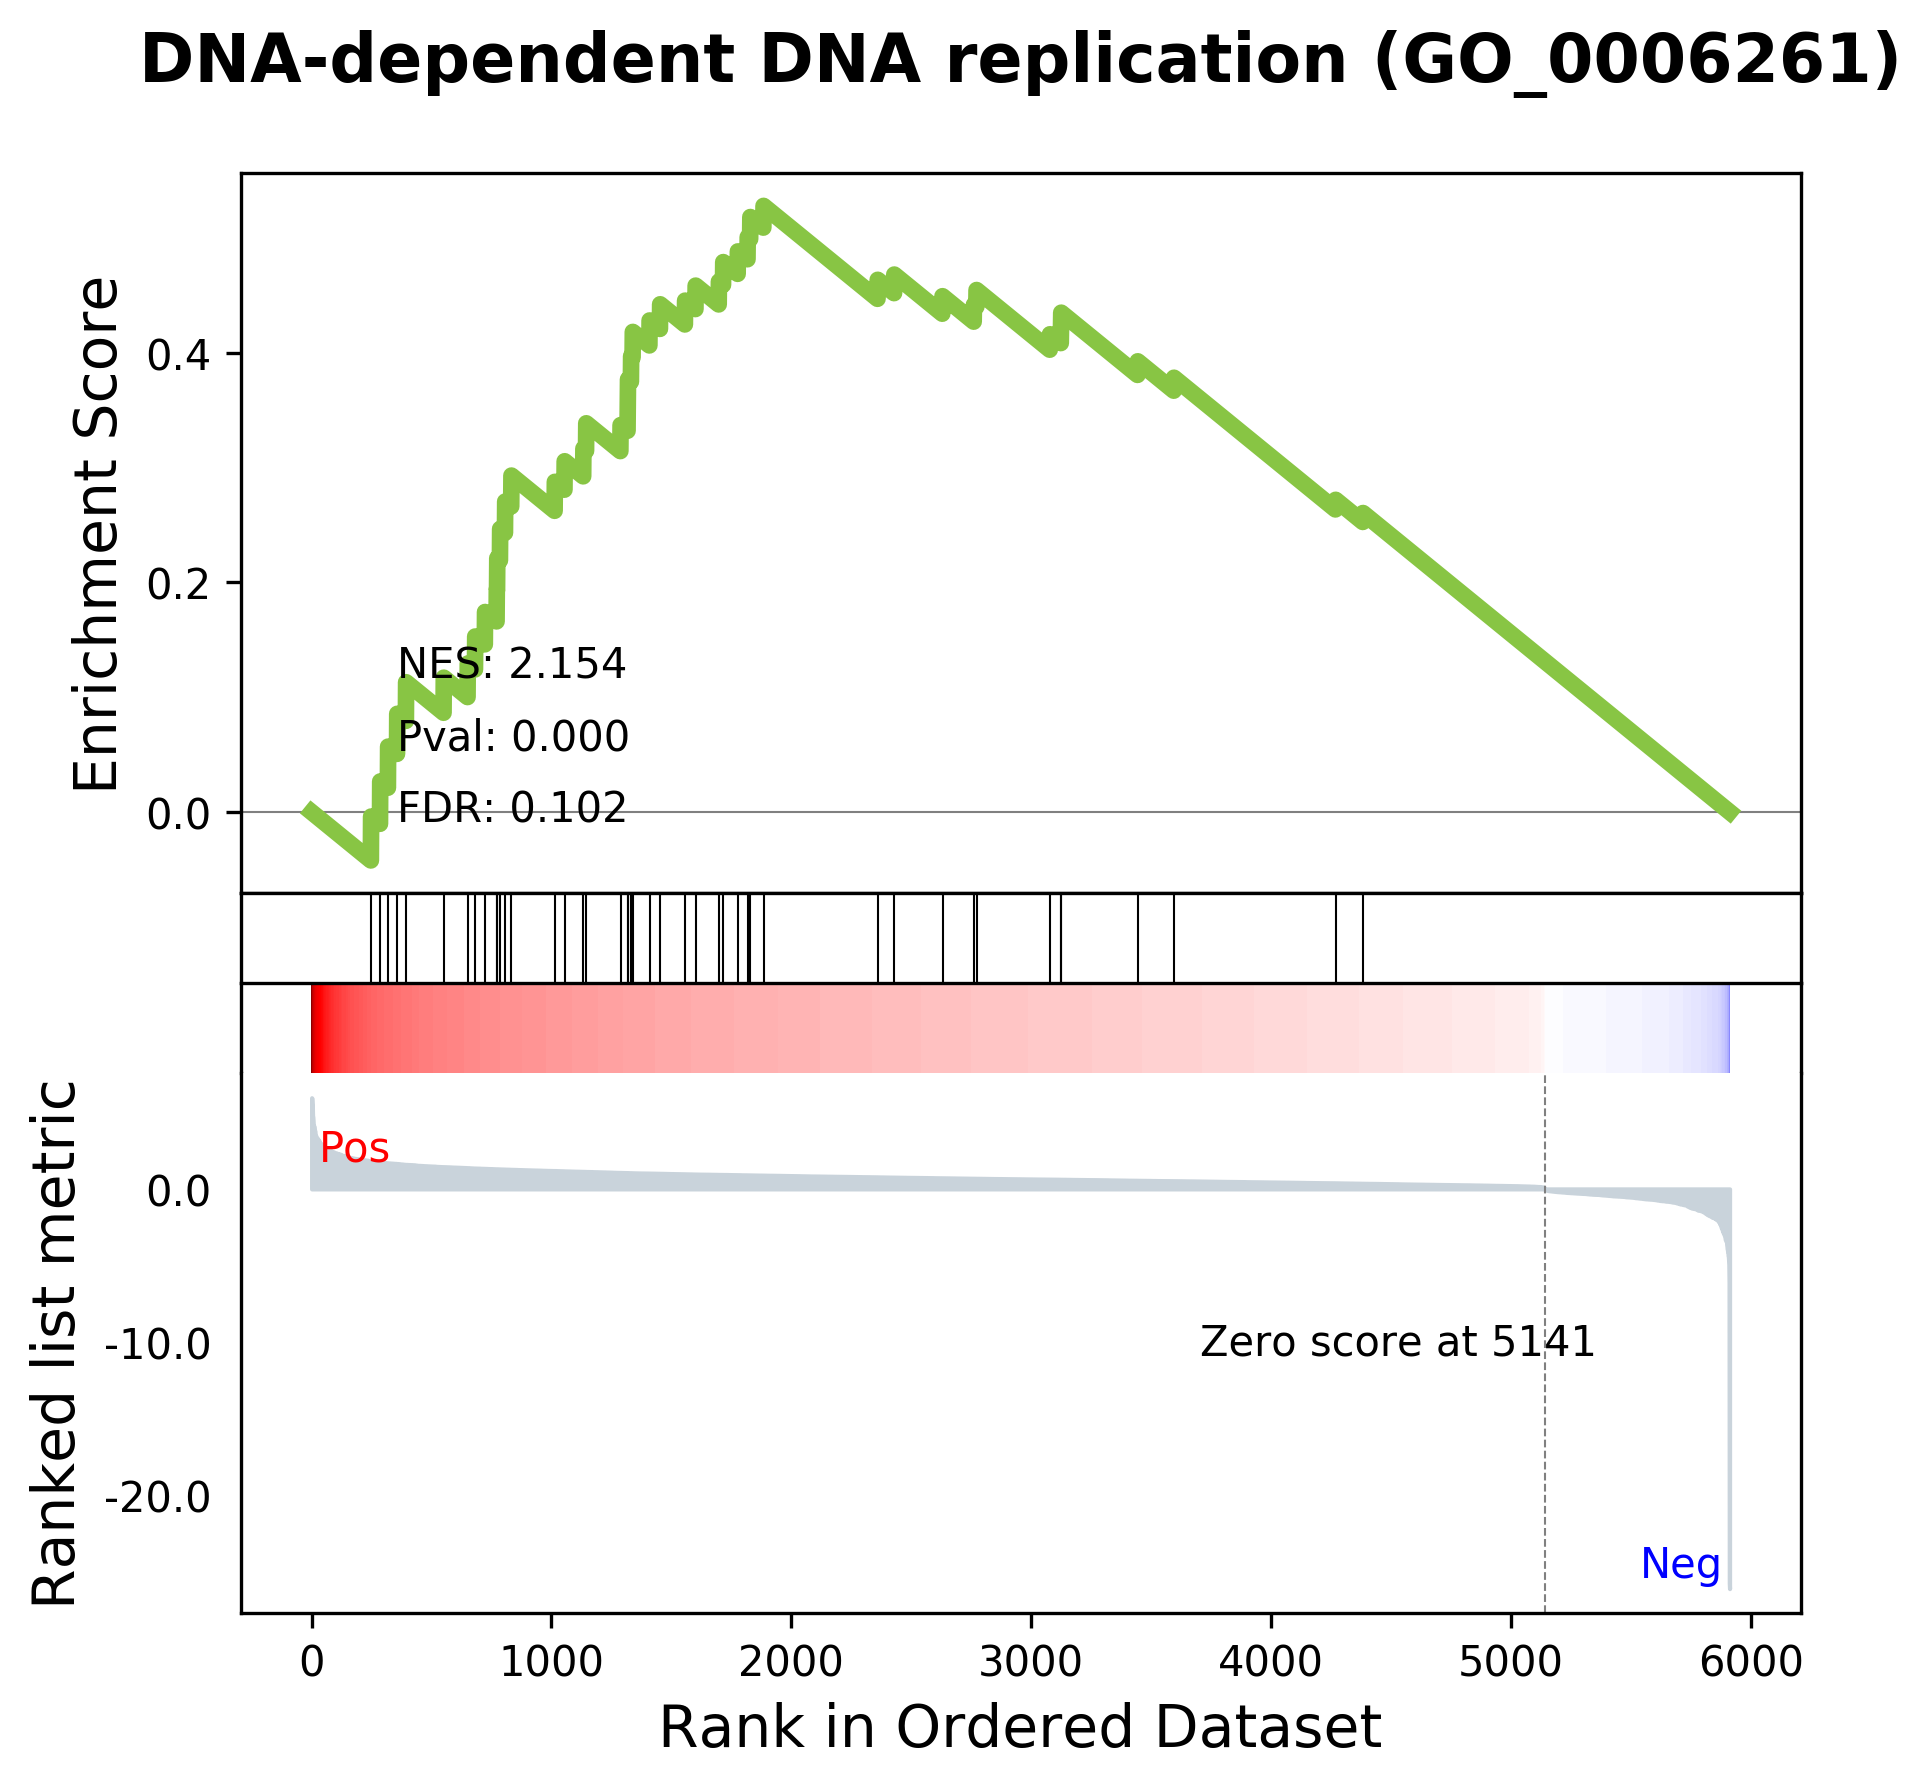 DNA-dependent DNA replication (GO_0006261)
Enrichment Score
0.4
0.2
0.0
NES: 2.154
Pval: 0.000
FDR: 0.102
Ranked list metric
Pos
0.0
-10.0
-20.0
Zero score at 5141
Neg
0 1000 2000 3000 4000 5000 6000
Rank in Ordered Dataset